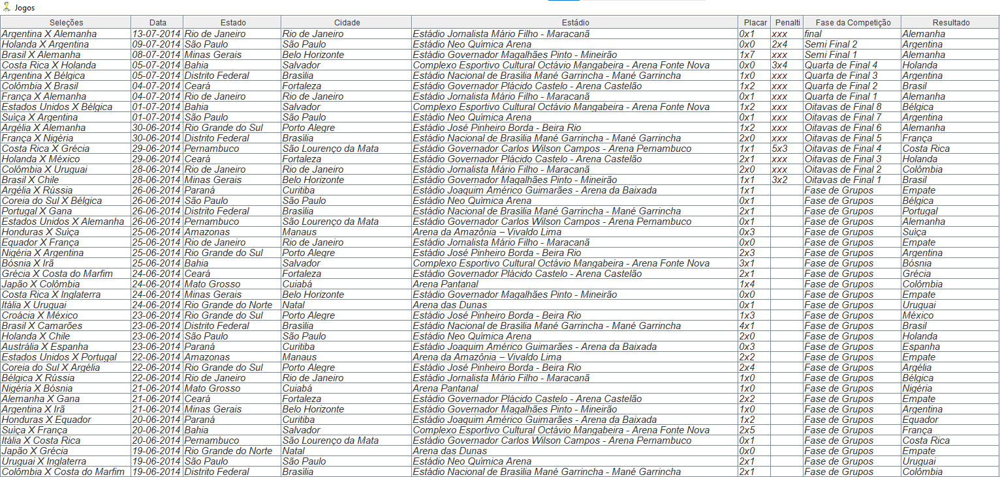 Jogos
Seleções Data Estado Cidade Estádio Placar Penalti Fase da Competição Resultado
Argentina X Alemanha 13-07-2014 Rio de Janeiro Rio de Janeiro Estádio Jornalista Mário Filho - Maracanã 0x1 xxx final Alemanha
Holanda X Argentina 09-07-2014 São Paulo São Paulo Estádio Neo Química Arena 0x0 2x4 Semi Final 2 Argentina
Brasil X Alemanha 08-07-2014 Minas Gerais Belo Horizonte Estádio Governador Magalhães Pinto - Mineirão 1x7 xxx Semi Final 1 Alemanha
Costa Rica X Holanda 05-07-2014 Bahia Salvador Complexo Esportivo Cultural Octávio Mangabeira - Arena Fonte Nova 0x0 3x4 Quarta de Final 4 Holanda
Argentina X Bélgica 05-07-2014 Distrito Federal Brasília Estádio Nacional de Brasília Mané Garrincha - Mané Garrincha 1x0 xxx Quarta de Final 3 Argentina
Colômbia X Brasil 04-07-2014 Ceará Fortaleza Estádio Governador Plácido Castelo - Arena Castelão 1x2 xxx Quarta de Final 2 Brasil
França X Alemanha 04-07-2014 Rio de Janeiro Rio de Janeiro Estádio Jornalista Mário Filho - Maracanã 0x1 xxx Quarta de Final 1 Alemanha
Estados Unidos X Bélgica 01-07-2014 Bahia Salvador Complexo Esportivo Cultural Octávio Mangabeira - Arena Fonte Nova 1x2 xxx Oitavas de Final 8 Bélgica
Suiça X Argentina 01-07-2014 São Paulo São Paulo Estádio Neo Química Arena 0x1 xxx Oitavas de Final 7 Argentina
Argélia X Alemanha 30-06-2014 Rio Grande do Sul Porto Alegre Estádio José Pinheiro Borda - Beira Rio 1x2 xxx Oitavas de Final 6 Alemanha
França X Nigéria 30-06-2014 Distrito Federal Brasília Estádio Nacional de Brasília Mané Garrincha - Mané Garrincha 2x0 xxx Oitavas de Final 5 França
Costa Rica X Grécia 29-06-2014 Pernambuco São Lourenço da Mata Estádio Governador Carlos Wilson Campos - Arena Pernambuco 1x1 5x3 Oitavas de Final 4 Costa Rica
Holanda X México 29-06-2014 Ceará Fortaleza Estádio Governador Plácido Castelo - Arena Castelão 2x1 xxx Oitavas de Final 3 Holanda
Colômbia X Uruguai 28-06-2014 Rio de Janeiro Rio de Janeiro Estádio Jornalista Mário Filho - Maracanã 2x0 xxx Oitavas de Final 2 Colômbia
Brasil X Chile 28-06-2014 Minas Gerais Belo Horizonte Estádio Governador Magalhães Pinto - Mineirão 1x1 3x2 Oitavas de Final 1 Brasil
Argélia X Rússia 26-06-2014 Paraná Curitiba Estádio Joaquim Américo Guimarães - Arena da Baixada 1x1 Fase de Grupos Empate
Coreia do Sul X Bélgica 26-06-2014 São Paulo São Paulo Estádio Neo Química Arena 0x1 Fase de Grupos Bélgica
Portugal X Gana 26-06-2014 Distrito Federal Brasília Estádio Nacional de Brasília Mané Garrincha - Mané Garrincha 2x1 Fase de Grupos Portugal
Estados Unidos X Alemanha 26-06-2014 Pernambuco São Lourenço da Mata Estádio Governador Carlos Wilson Campos - Arena Pernambuco 0x1 Fase de Grupos Alemanha
Honduras X Suiça 25-06-2014 Amazonas Manaus Arena da Amazônia – Vivaldo Lima 0x3 Fase de Grupos Suiça
Equador X França 25-06-2014 Rio de Janeiro Rio de Janeiro Estádio Jornalista Mário Filho - Maracanã 0x0 Fase de Grupos Empate
Nigéria X Argentina 25-06-2014 Rio Grande do Sul Porto Alegre Estádio José Pinheiro Borda - Beira Rio 2x3 Fase de Grupos Argentina
Bósnia X Irã 25-06-2014 Bahia Salvador Complexo Esportivo Cultural Octávio Mangabeira - Arena Fonte Nova 3x1 Fase de Grupos Bósnia
Grécia X Costa do Marfim 24-06-2014 Ceará Fortaleza Estádio Governador Plácido Castelo - Arena Castelão 2x1 Fase de Grupos Grécia
Japão X Colômbia 24-06-2014 Mato Grosso Cuiabá Arena Pantanal 1x4 Fase de Grupos Colômbia
Costa Rica X Inglaterra 24-06-2014 Minas Gerais Belo Horizonte Estádio Governador Magalhães Pinto - Mineirão 0x0 Fase de Grupos Empate
Itália X Uruguai 24-06-2014 Rio Grande do Norte Natal Arena das Dunas 0x1 Fase de Grupos Uruguai
Croácia X México 23-06-2014 Rio Grande do Sul Porto Alegre Estádio José Pinheiro Borda - Beira Rio 1x3 Fase de Grupos México
Brasil X Camarões 23-06-2014 Distrito Federal Brasília Estádio Nacional de Brasília Mané Garrincha - Mané Garrincha 4x1 Fase de Grupos Brasil
Holanda X Chile 23-06-2014 São Paulo São Paulo Estádio Neo Química Arena 2x0 Fase de Grupos Holanda
Austrália X Espanha 23-06-2014 Paraná Curitiba Estádio Joaquim Américo Guimarães - Arena da Baixada 0x3 Fase de Grupos Espanha
Estados Unidos X Portugal 22-06-2014 Amazonas Manaus Arena da Amazônia – Vivaldo Lima 2x2 Fase de Grupos Empate
Coreia do Sul X Argélia 22-06-2014 Rio Grande do Sul Porto Alegre Estádio José Pinheiro Borda - Beira Rio 2x4 Fase de Grupos Argélia
Bélgica X Rússia 22-06-2014 Rio de Janeiro Rio de Janeiro Estádio Jornalista Mário Filho - Maracanã 1x0 Fase de Grupos Bélgica
Nigéria X Bósnia 21-06-2014 Mato Grosso Cuiabá Arena Pantanal 1x0 Fase de Grupos Nigéria
Alemanha X Gana 21-06-2014 Ceará Fortaleza Estádio Governador Plácido Castelo - Arena Castelão 2x2 Fase de Grupos Empate
Argentina X Irã 21-06-2014 Minas Gerais Belo Horizonte Estádio Governador Magalhães Pinto - Mineirão 1x0 Fase de Grupos Argentina
Honduras X Equador 20-06-2014 Paraná Curitiba Estádio Joaquim Américo Guimarães - Arena da Baixada 1x2 Fase de Grupos Equador
Suiça X França 20-06-2014 Bahia Salvador Complexo Esportivo Cultural Octávio Mangabeira - Arena Fonte Nova 2x5 Fase de Grupos França
Itália X Costa Rica 20-06-2014 Pernambuco São Lourenço da Mata Estádio Governador Carlos Wilson Campos - Arena Pernambuco 0x1 Fase de Grupos Costa Rica
Japão X Grécia 19-06-2014 Rio Grande do Norte Natal Arena das Dunas 0x0 Fase de Grupos Empate
Uruguai X Inglaterra 19-06-2014 São Paulo São Paulo Estádio Neo Química Arena 2x1 Fase de Grupos Uruguai
Colômbia X Costa do Marfim 19-06-2014 Distrito Federal Brasília Estádio Nacional de Brasília Mané Garrincha - Mané Garrincha 2x1 Fase de Grupos Colômbia